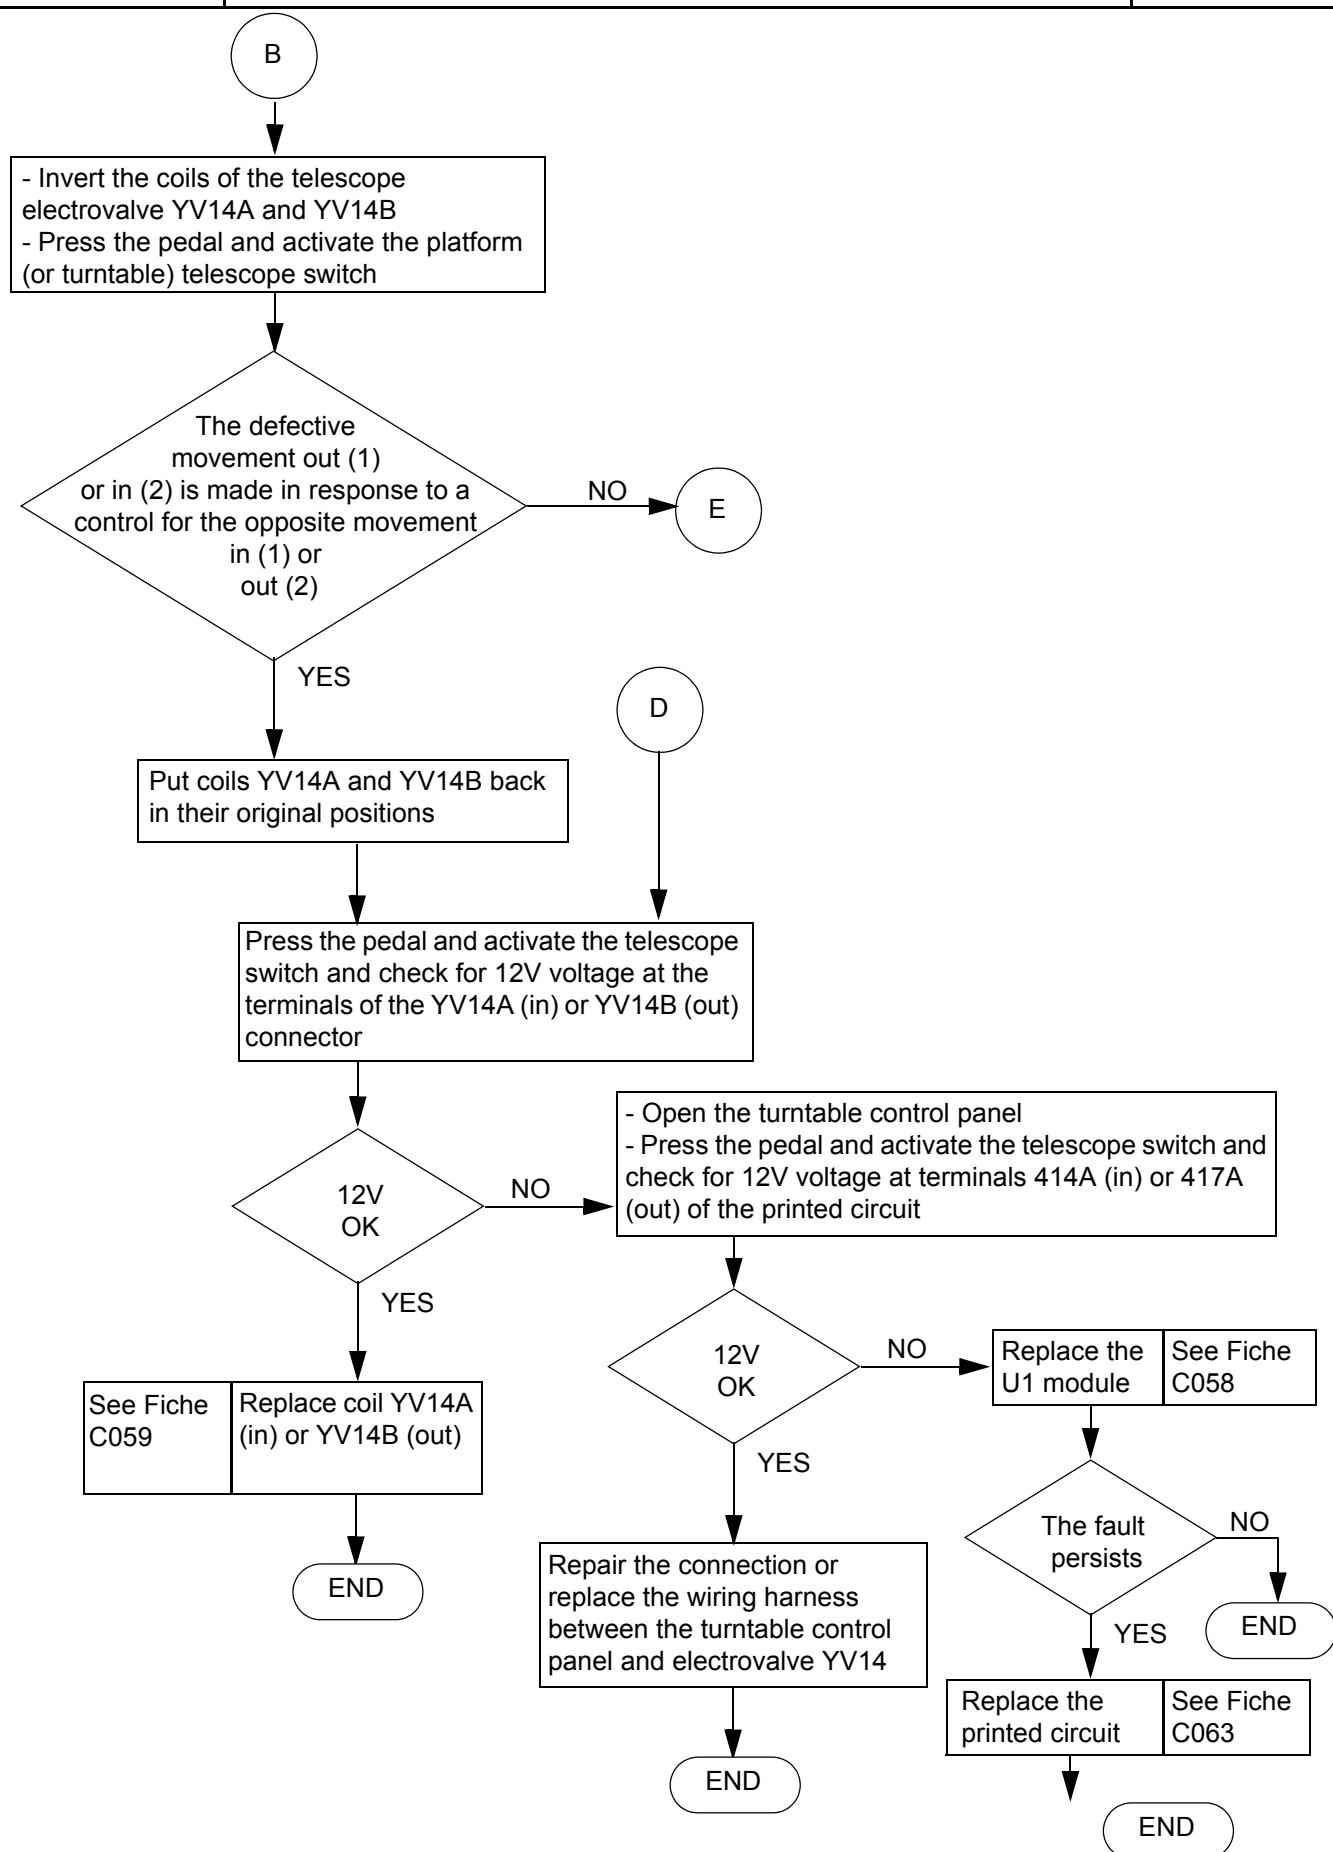 B
- Invert the coils of the telescope
electrovalve YV14A and YV14B
- Press the pedal and activate the platform
(or turntable) telescope switch
The defective
movement out (1)
or in (2) is made in response to a
control for the opposite movement
in (1) or
out (2)
NO
E
YES
D
Put coils YV14A and YV14B back
in their original positions
Press the pedal and activate the telescope
switch and check for 12V voltage at the
terminals of the YV14A (in) or YV14B (out)
connector
- Open the turntable control panel
- Press the pedal and activate the telescope switch and
check for 12V voltage at terminals 414A (in) or 417A
(out) of the printed circuit
12V
OK
NO
YES
12V
OK
NO
Replace the
U1 module
See Fiche
C058
See Fiche
C059
Replace coil YV14A
(in) or YV14B (out)
YES
The fault
persists
NO
END
Repair the connection or
replace the wiring harness
between the turntable control
panel and electrovalve YV14
END
YES
Replace the
printed circuit
See Fiche
C063
END
END